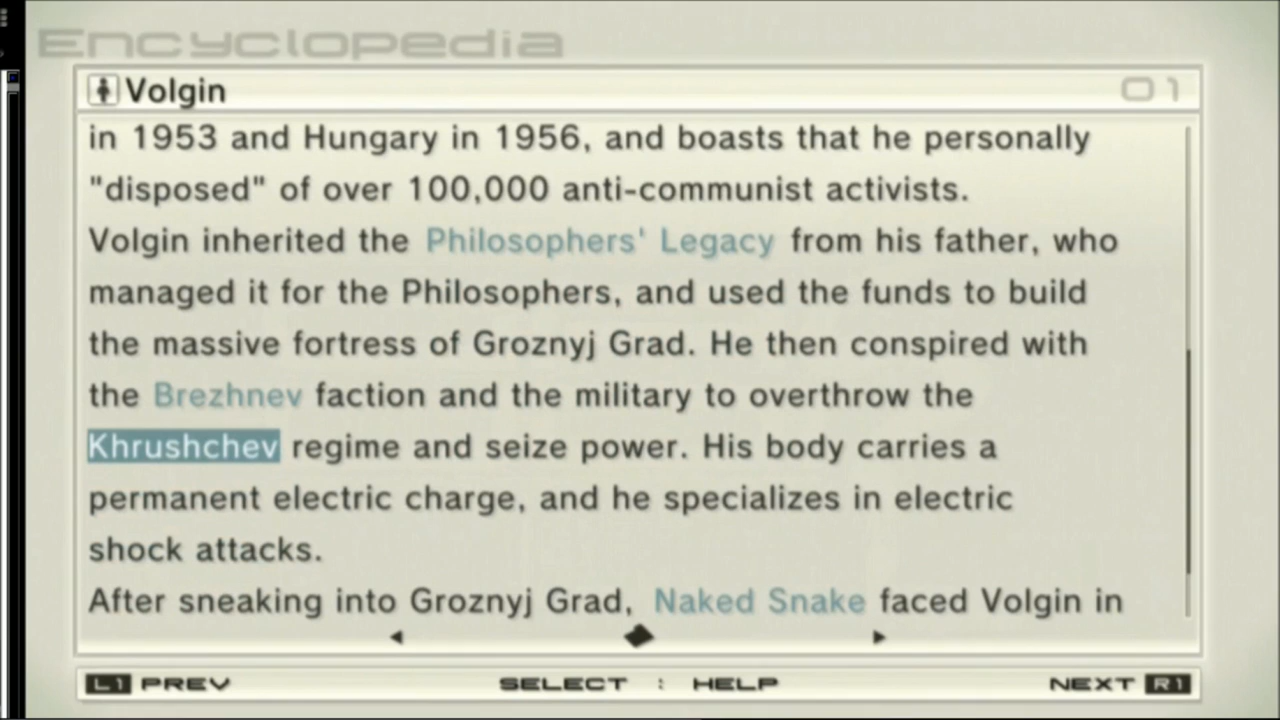 Encyclopedia
Volgin 01
in 1953 and Hungary in 1956, and boasts that he personally
"disposed" of over 100,000 anti-communist activists.
Volgin inherited the Philosophers' Legacy from his father, who
managed it for the Philosophers, and used the funds to build
the massive fortress of Groznyj Grad. He then conspired with
the Brezhnev faction and the military to overthrow the
Khrushchev regime and seize power. His body carries a
permanent electric charge, and he specializes in electric
shock attacks.
After sneaking into Groznyj Grad, Naked Snake faced Volgin in
L1 PREV SELECT : HELP NEXT R1